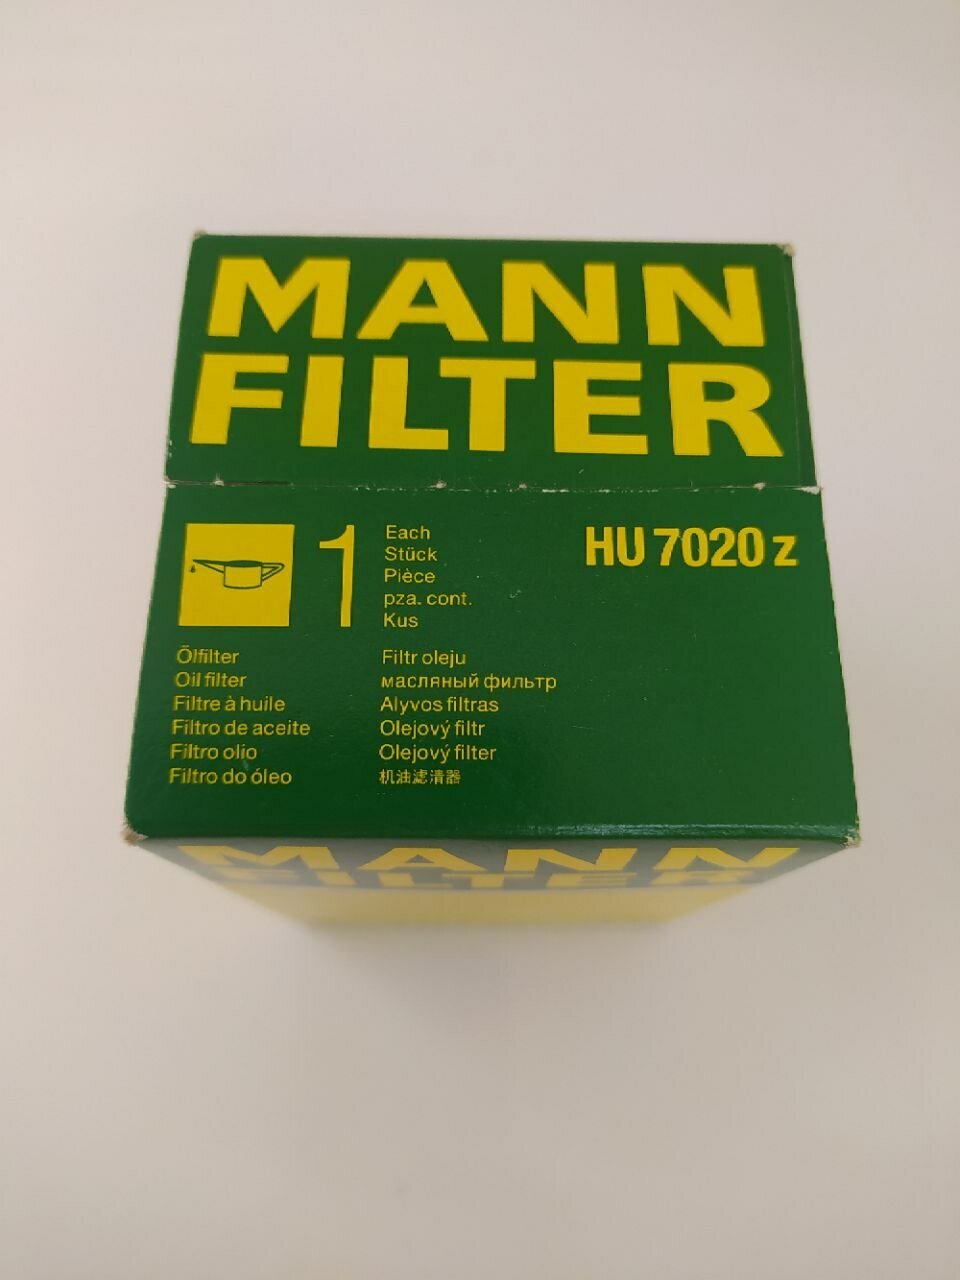 MANN
FILTER
1
Each
Stück
Pièce
pza. cont.
Kus
HU 7020 z
Ölfilter
Oil filter
Filtre à huile
Filtro de aceite
Filtro olio
Filtro do óleo
Filtr oleju
масляный фильтр
Alyvos filtras
Olejový filtr
Olejový filter
机油滤清器
MANN
FILTER